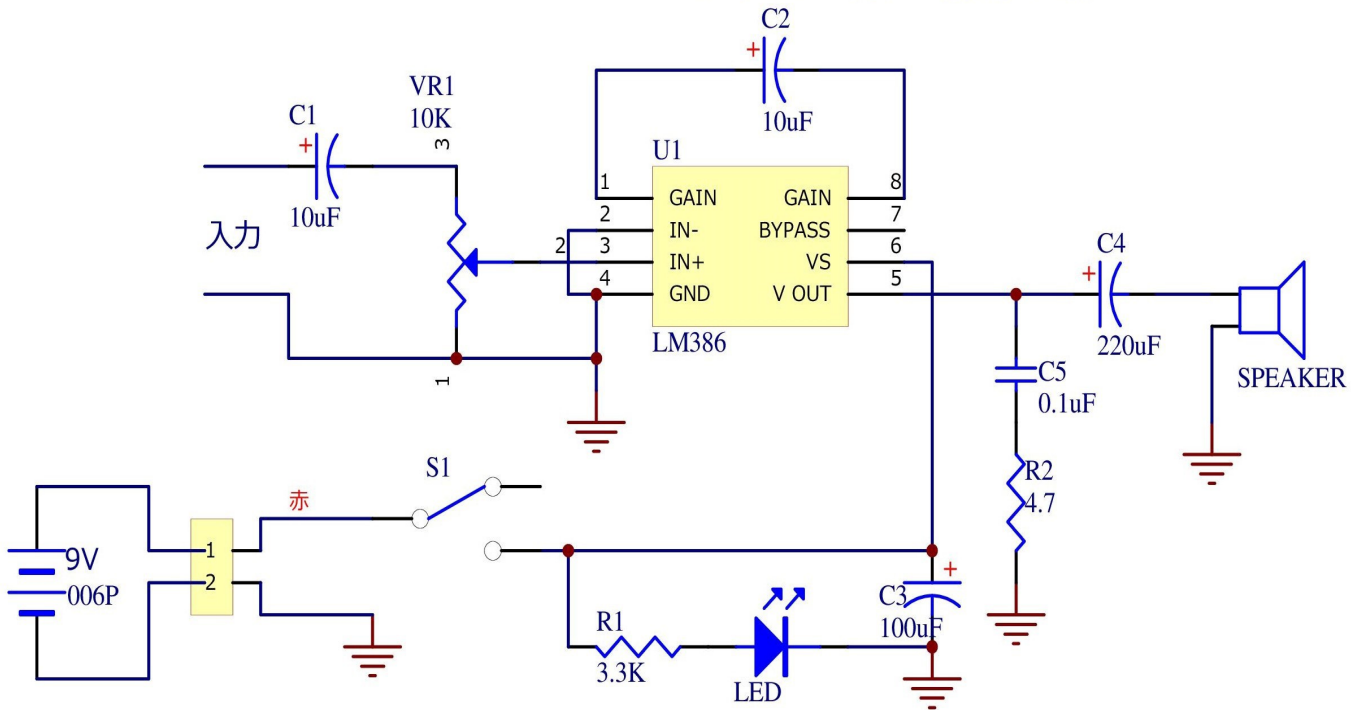 C2
+
10uF
VR1
10K
3
C1
+
10uF
入力
2
1
U1
1
GAIN
GAIN
8
2
IN-
BYPASS
7
3
IN+
VS
6
4
GND
V OUT
5
LM386
C4
+
220uF
SPEAKER
C5
0.1uF
R2
4.7
S1
赤
9V
006P
1
2
R1
3.3K
LED
C3
+
100uF